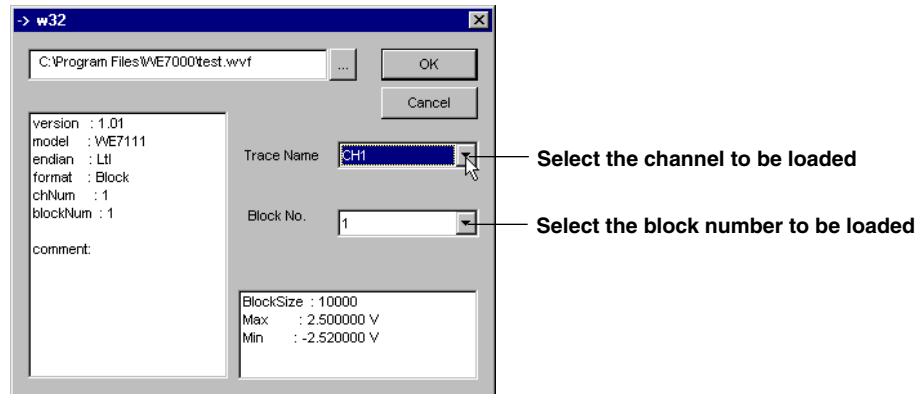 -> w32
C:\Program Files\WE7000\test.wvf
...
OK
Cancel
version : 1.01
model : WE7111
endian : Ltl
format : Block
chNum : 1
blockNum : 1
comment:
Trace Name
CH1
Select the channel to be loaded
Block No.
1
Select the block number to be loaded
BlockSize : 10000
Max : 2.500000 V
Min : -2.520000 V